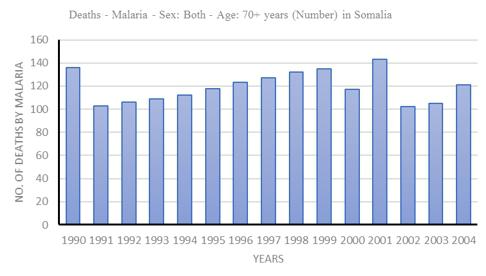 Deaths - Malaria - Sex: Both - Age: 70+ years (Number) in Somalia
NO. OF DEATHS BY MALARIA
160
140
120
100
80
60
40
20
0
1990 1991 1992 1993 1994 1995 1996 1997 1998 1999 2000 2001 2002 2003 2004
YEARS